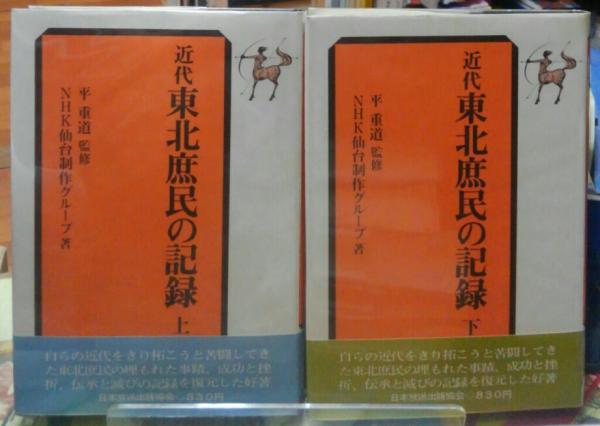 近代
東北庶民の記録
上
平重道 監修
NHK仙台制作グループ 著
自らの近代をきり拓こうと苦闘してき
た東北庶民の埋もれた事蹟、成功と挫
折、伝承と滅びの記録を復元した好著
日本放送出版協会 830円
近代
東北庶民の記録
下
平重道 監修
NHK仙台制作グループ 著
自らの近代をきり拓こうと苦闘してき
た東北庶民の埋もれた事蹟、成功と挫
折、伝承と滅びの記録を復元した好著
日本放送出版協会 830円